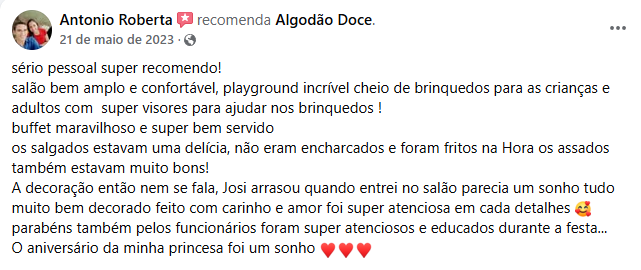 Antonio Roberta recomenda Algodão Doce.
21 de maio de 2023 ·
sério pessoal super recomendo!
salão bem amplo e confortável, playground incrível cheio de brinquedos para as crianças e
adultos com super visores para ajudar nos brinquedos !
buffet maravilhoso e super bem servido
os salgados estavam uma delícia, não eram encharcados e foram fritos na Hora os assados
também estavam muito bons!
A decoração então nem se fala, Josi arrasou quando entrei no salão parecia um sonho tudo
muito bem decorado feito com carinho e amor foi super atenciosa em cada detalhes 🥰
parabéns também pelos funcionários foram super atenciosos e educados durante a festa...
O aniversário da minha princesa foi um sonho ❤️❤️❤️